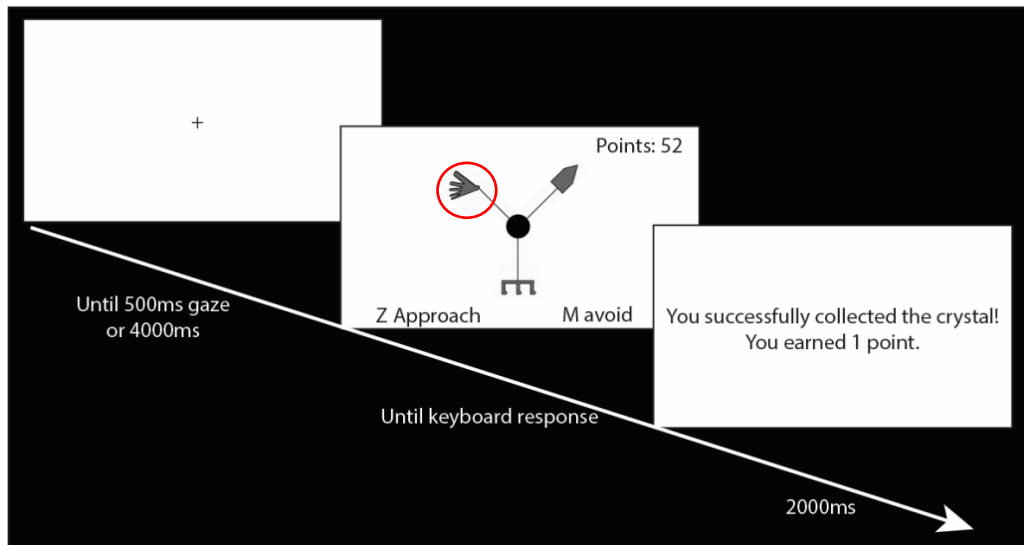 +
Until 500ms gaze
or 4000ms
Points: 52
Z Approach
M avoid
Until keyboard response
You successfully collected the crystal!
You earned 1 point.
2000ms